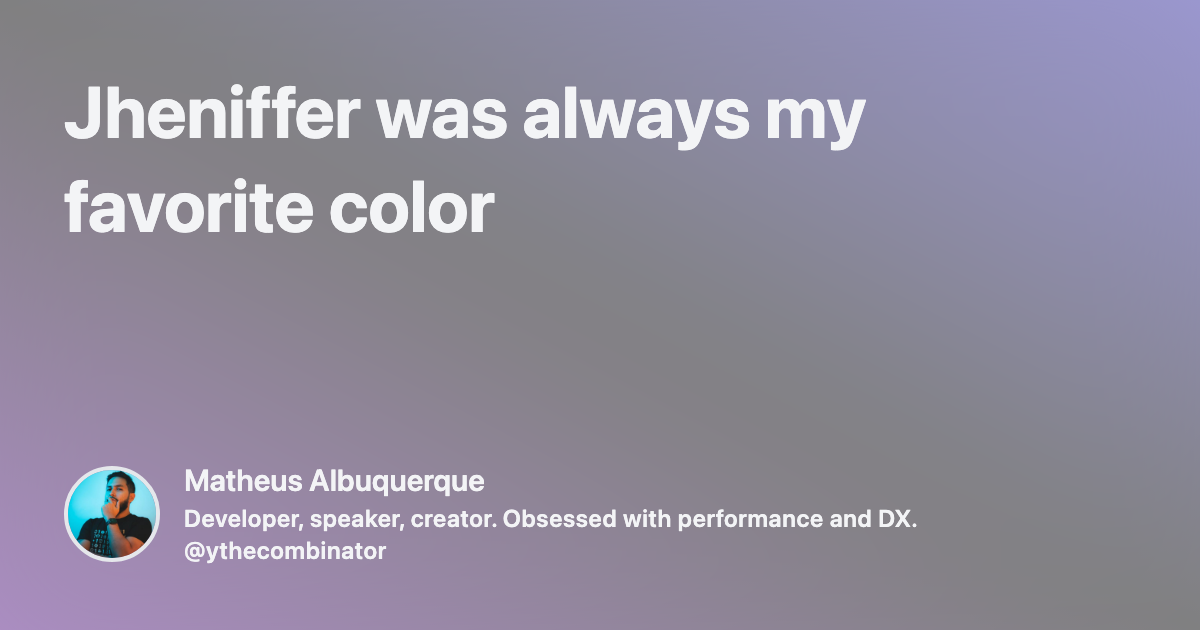 Jheniffer was always my
favorite color
Matheus Albuquerque
Developer, speaker, creator. Obsessed with performance and DX.
@ythecombinator